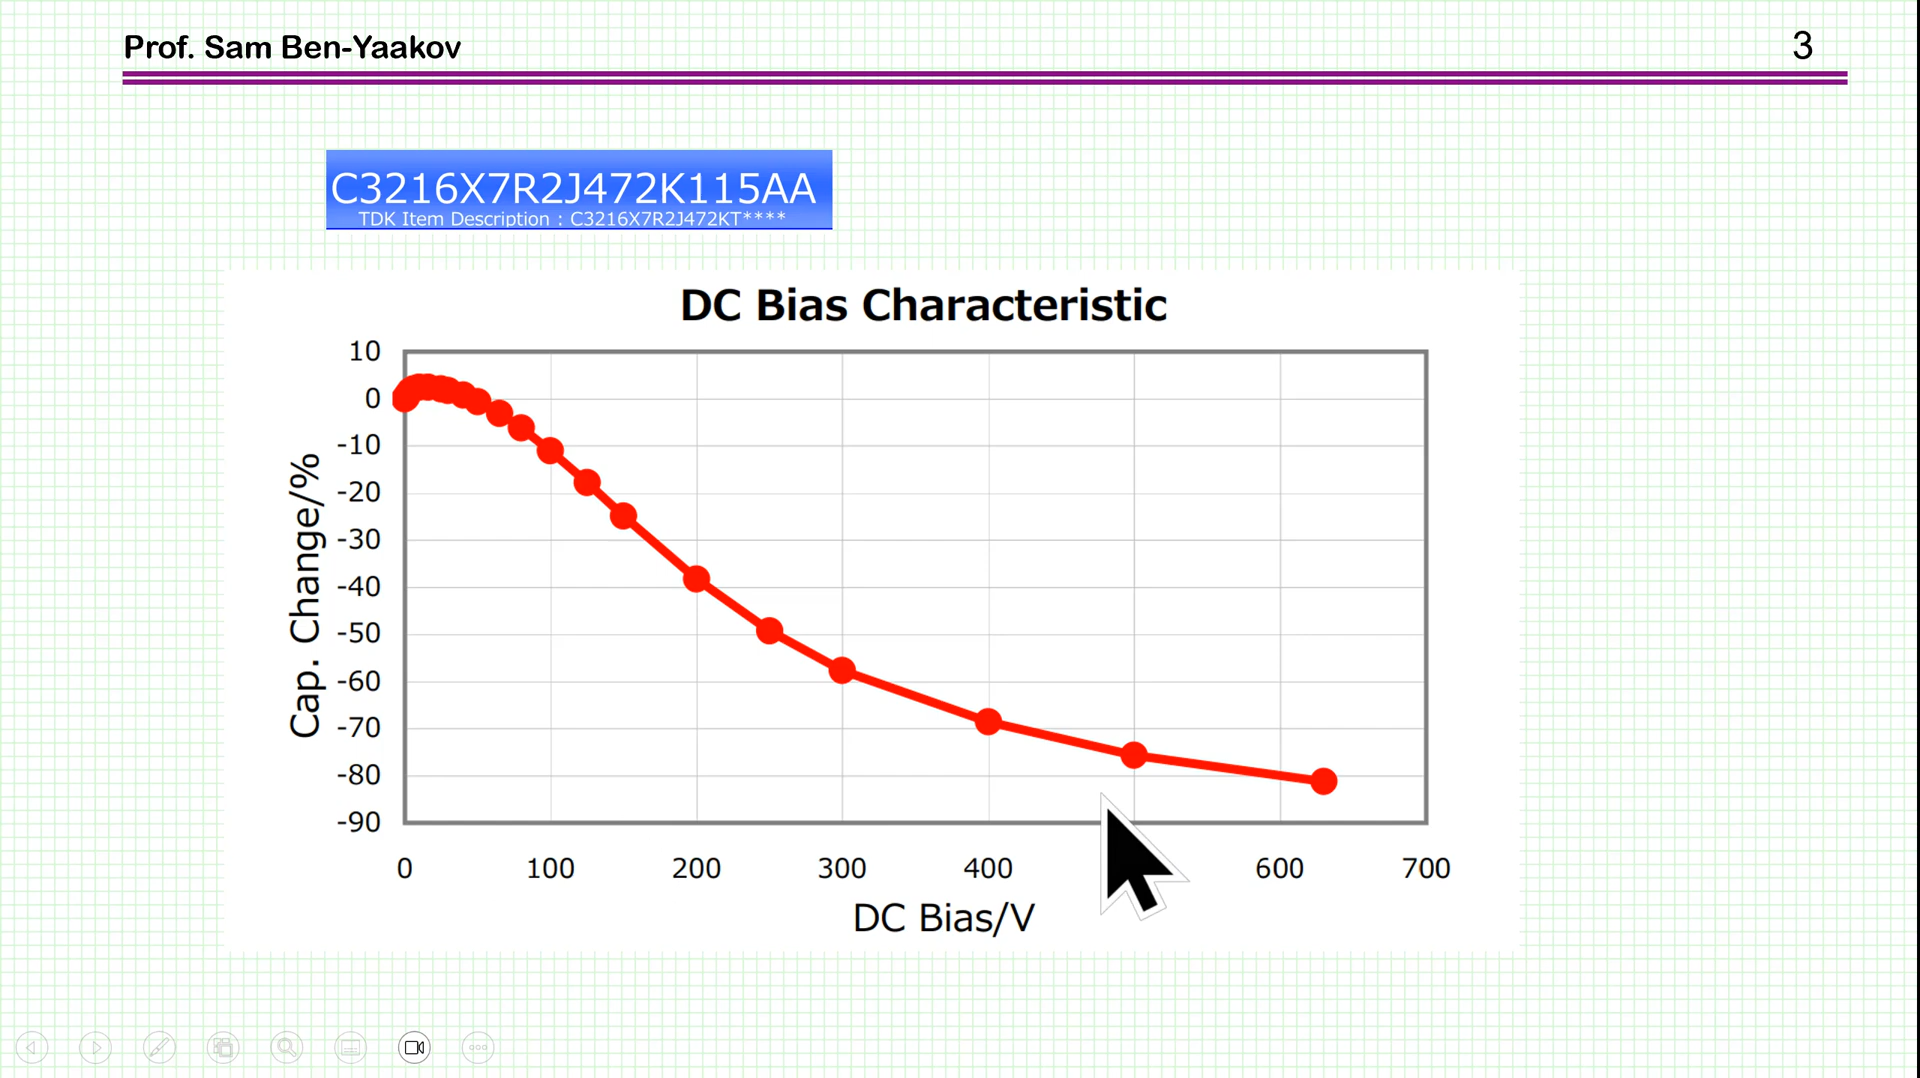 Prof. Sam Ben-Yaakov
3
C3216X7R2J472K115AA
TDK Item Description : C3216X7R2J472KT****
DC Bias Characteristic
10
0
-10
-20
-30
-40
-50
-60
-70
-80
-90
Cap. Change/%
0 100 200 300 400 600 700
DC Bias/V